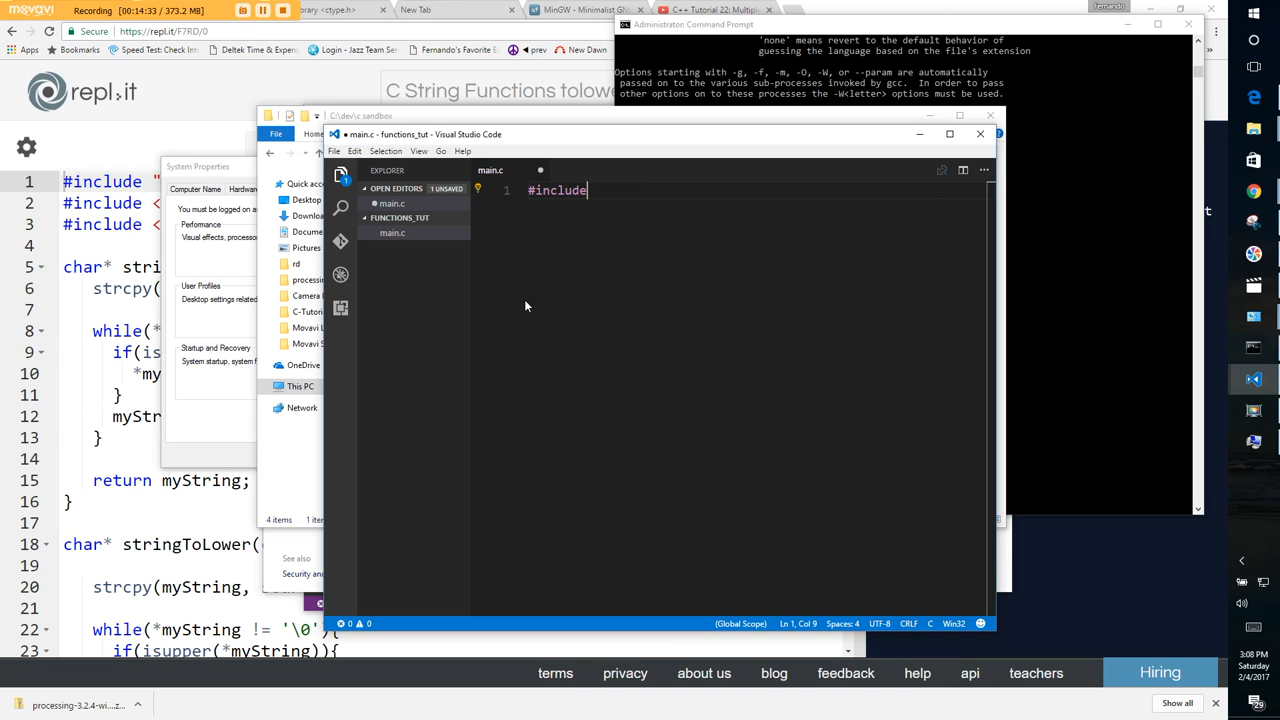 movavi
Recording: 00:14:33 / 373.2 MB
ibrary <ctype.h>
New Tab
MinGW - Minimalist GN
C++ Tutorial 22: Multiple
Fernando
Secure
https://repl.it/F7RD/0
Apps
Bookmarks
Speed Test: Check Inte
Deltek Time & Expens
Login - Jazz Team Ser
Fernando's Favorite E
prev
New Dawn
Administrator: Command Prompt
'none' means revert to the default behavior of
guessing the language based on the file's extension
Options starting with -g, -f, -m, -O, -W, or --param are automatically
passed on to the various sub-processes invoked by gcc.  In order to pass
other options on to these processes the -W<letter> options must be used.
repl.it
C String Functions tolowe
C:\dev\c sandbox
File
Home
main.c - functions_tut - Visual Studio Code
File Edit Selection View Go Help
EXPLORER
OPEN EDITORS 1 UNSAVED
main.c
FUNCTIONS_TUT
main.c
main.c
1 #include
System Properties
Computer Name
Hardware
You must be logged on a
Performance
Visual effects, processor
User Profiles
Desktop settings related
Startup and Recovery
System startup, system f
Quick acce
Desktop
Downloa
Docume
Pictures
rd
processing
Camera
C-Tutori
Movavi L
Movavi S
OneDrive
This PC
Network
4 items
1 ite
See also
Security and
1 #include "
2 #include <
3 #include <
4
5 char* stri
6 strcpy(
7
8 while(*
9 if(is
10 *my
11 }
12 myStr
13 }
14
15 return myString;
16 }
17
18 char* stringToLower(
19
20 strcpy(myString,
21
22 while(*myString != '\0'){
23 if(isupper(*myString)){
0
0
(Global Scope)
Ln 1, Col 9
Spaces: 4
UTF-8
CRLF
C
Win32
terms
privacy
about us
blog
feedback
help
api
teachers
Hiring
processing-3.2.4-wi....z...
Show all
3:08 PM
Saturday
2/4/2017
29